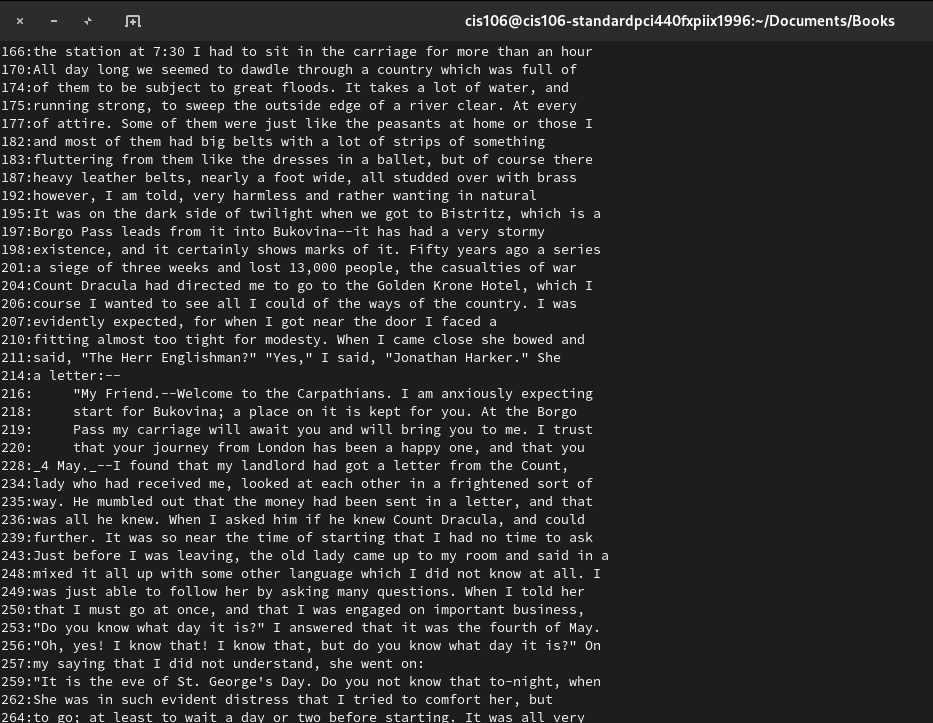 cis106@cis106-standardpci440fxpiix1996:~/Documents/Books
166:the station at 7:30 I had to sit in the carriage for more than an hour
170:All day long we seemed to dawdle through a country which was full of
174:of them to be subject to great floods. It takes a lot of water, and
175:running strong, to sweep the outside edge of a river clear. At every
177:of attire. Some of them were just like the peasants at home or those I
182:and most of them had big belts with a lot of strips of something
183:fluttering from them like the dresses in a ballet, but of course there
187:heavy leather belts, nearly a foot wide, all studded over with brass
192:however, I am told, very harmless and rather wanting in natural
195:It was on the dark side of twilight when we got to Bistritz, which is a
197:Borgo Pass leads from it into Bukovina--it has had a very stormy
198:existence, and it certainly shows marks of it. Fifty years ago a series
201:a siege of three weeks and lost 13,000 people, the casualties of war
204:Count Dracula had directed me to go to the Golden Krone Hotel, which I
206:course I wanted to see all I could of the ways of the country. I was
207:evidently expected, for when I got near the door I faced a
210:fitting almost too tight for modesty. When I came close she bowed and
211:said, "The Herr Englishman?" "Yes," I said, "Jonathan Harker." She
214:a letter:--
216:     "My Friend.--Welcome to the Carpathians. I am anxiously expecting
218:     start for Bukovina; a place on it is kept for you. At the Borgo
219:     Pass my carriage will await you and will bring you to me. I trust
220:     that your journey from London has been a happy one, and that you
228:_4 May._--I found that my landlord had got a letter from the Count,
234:lady who had received me, looked at each other in a frightened sort of
235:way. He mumbled out that the money had been sent in a letter, and that
236:was all he knew. When I asked him if he knew Count Dracula, and could
239:further. It was so near the time of starting that I had no time to ask
243:Just before I was leaving, the old lady came up to my room and said in a
248:mixed it all up with some other language which I did not know at all. I
249:was just able to follow her by asking many questions. When I told her
250:that I must go at once, and that I was engaged on important business,
253:"Do you know what day it is?" I answered that it was the fourth of May.
256:"Oh, yes! I know that! I know that, but do you know what day it is?" On
257:my saying that I did not understand, she went on:
259:"It is the eve of St. George's Day. Do you not know that to-night, when
262:She was in such evident distress that I tried to comfort her, but
264:to go; at least to wait a day or two before starting. It was all very